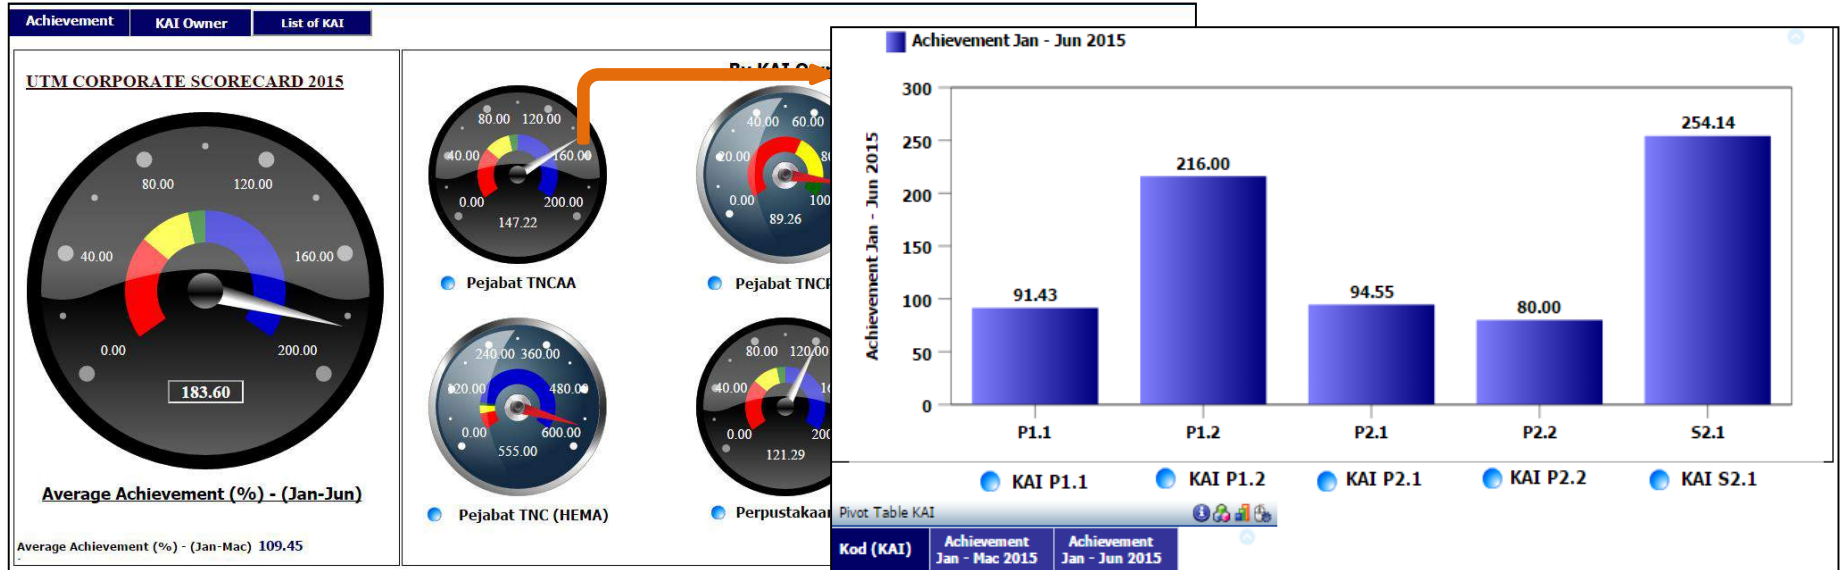 Achievement
KAI Owner
List of KAI
UTM CORPORATE SCORECARD 2015
80.00
120.00
40.00
160.00
0.00
200.00
183.60
Average Achievement (%) - (Jan-Jun)
Average Achievement (%) - (Jan-Mac) 109.45
By KAI
80.00 120.00
40.00
160.00
0.00
200.00
147.22
Pejabat TNCAA
40.00 60.00
20.00
0.00
100
89.26
Pejabat
240.00 360.00
120.00
480.00
0.00
600.00
555.00
Pejabat TNC (HEMA)
80.00 120.00
40.00
0.00
121.29
Perpustakaa
Achievement Jan - Jun 2015
Achievement Jan - Jun 2015
300
250
200
150
100
50
0
91.43
216.00
94.55
80.00
254.14
P1.1
P1.2
P2.1
P2.2
S2.1
KAI P1.1
KAI P1.2
KAI P2.1
KAI P2.2
KAI S2.1
Pivot Table KAI
Kod (KAI)
Achievement
Jan - Mac 2015
Achievement
Jan - Jun 2015